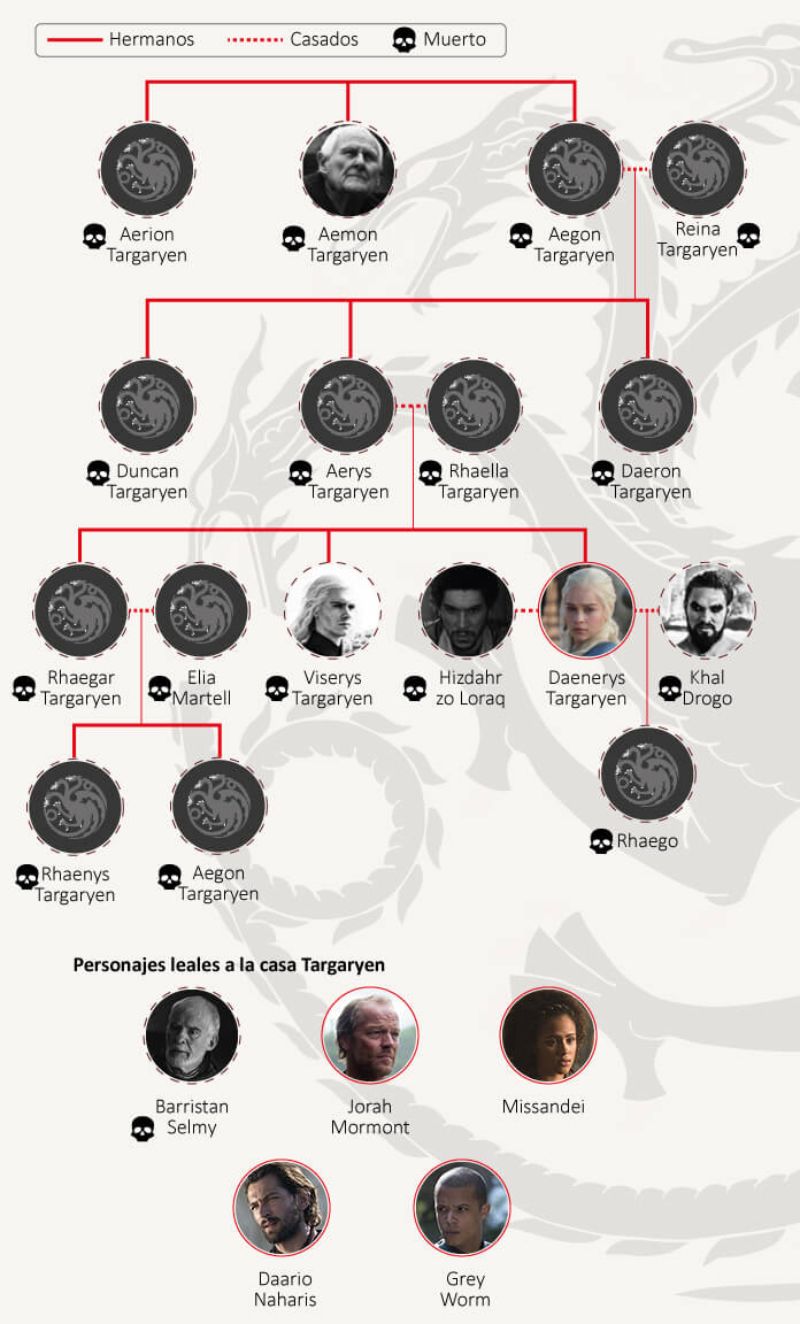 Hermanos
Casados
Muerto
Aerion
Targaryen
Aemon
Targaryen
Aegon
Targaryen
Reina
Targaryen
Duncan
Targaryen
Aerys
Targaryen
Rhaella
Targaryen
Daeron
Targaryen
Rhaegar
Targaryen
Elia
Martell
Viserys
Targaryen
Hizdahr
zo Loraq
Daenerys
Targaryen
Khal
Drogo
Rhaego
Rhaenys
Targaryen
Aegon
Targaryen
Personajes leales a la casa Targaryen
Barristan
Selmy
Jorah
Mormont
Missandei
Daario
Naharis
Grey
Worm